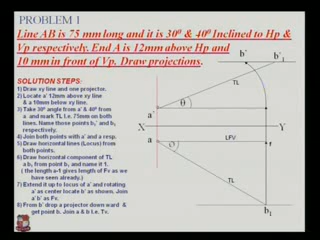 PROBLEM 1
Line AB is 75 mm long and it is 30⁰ & 40⁰ Inclined to Hp &
Vp respectively. End A is 12mm above Hp and
10 mm in front of Vp. Draw projections.
SOLUTION STEPS:
1) Draw xy line and one projector.
2) Locate a' 12mm above xy line
& a 10mm below xy line.
3) Take 30⁰ angle from a' & 40⁰ from
a and mark TL I.e. 75mm on both
lines. Name those points b₁' and b₁
respectively.
4) Join both points with a' and a resp.
5) Draw horizontal lines (Locus) from
both points.
6) Draw horizontal component of TL
a b₁ from point b₁ and name it 1.
( the length a-1 gives length of Fv as we
have seen already.)
7) Extend it up to locus of a' and rotating
a' as center locate b' as shown. Join
a' b' as Fv.
8) From b' drop a projector down ward &
get point b. Join a & b I.e. Tv.
b' b'₁
TL
θ
a'
X Y
a LFV f
Ø
TL
b₁